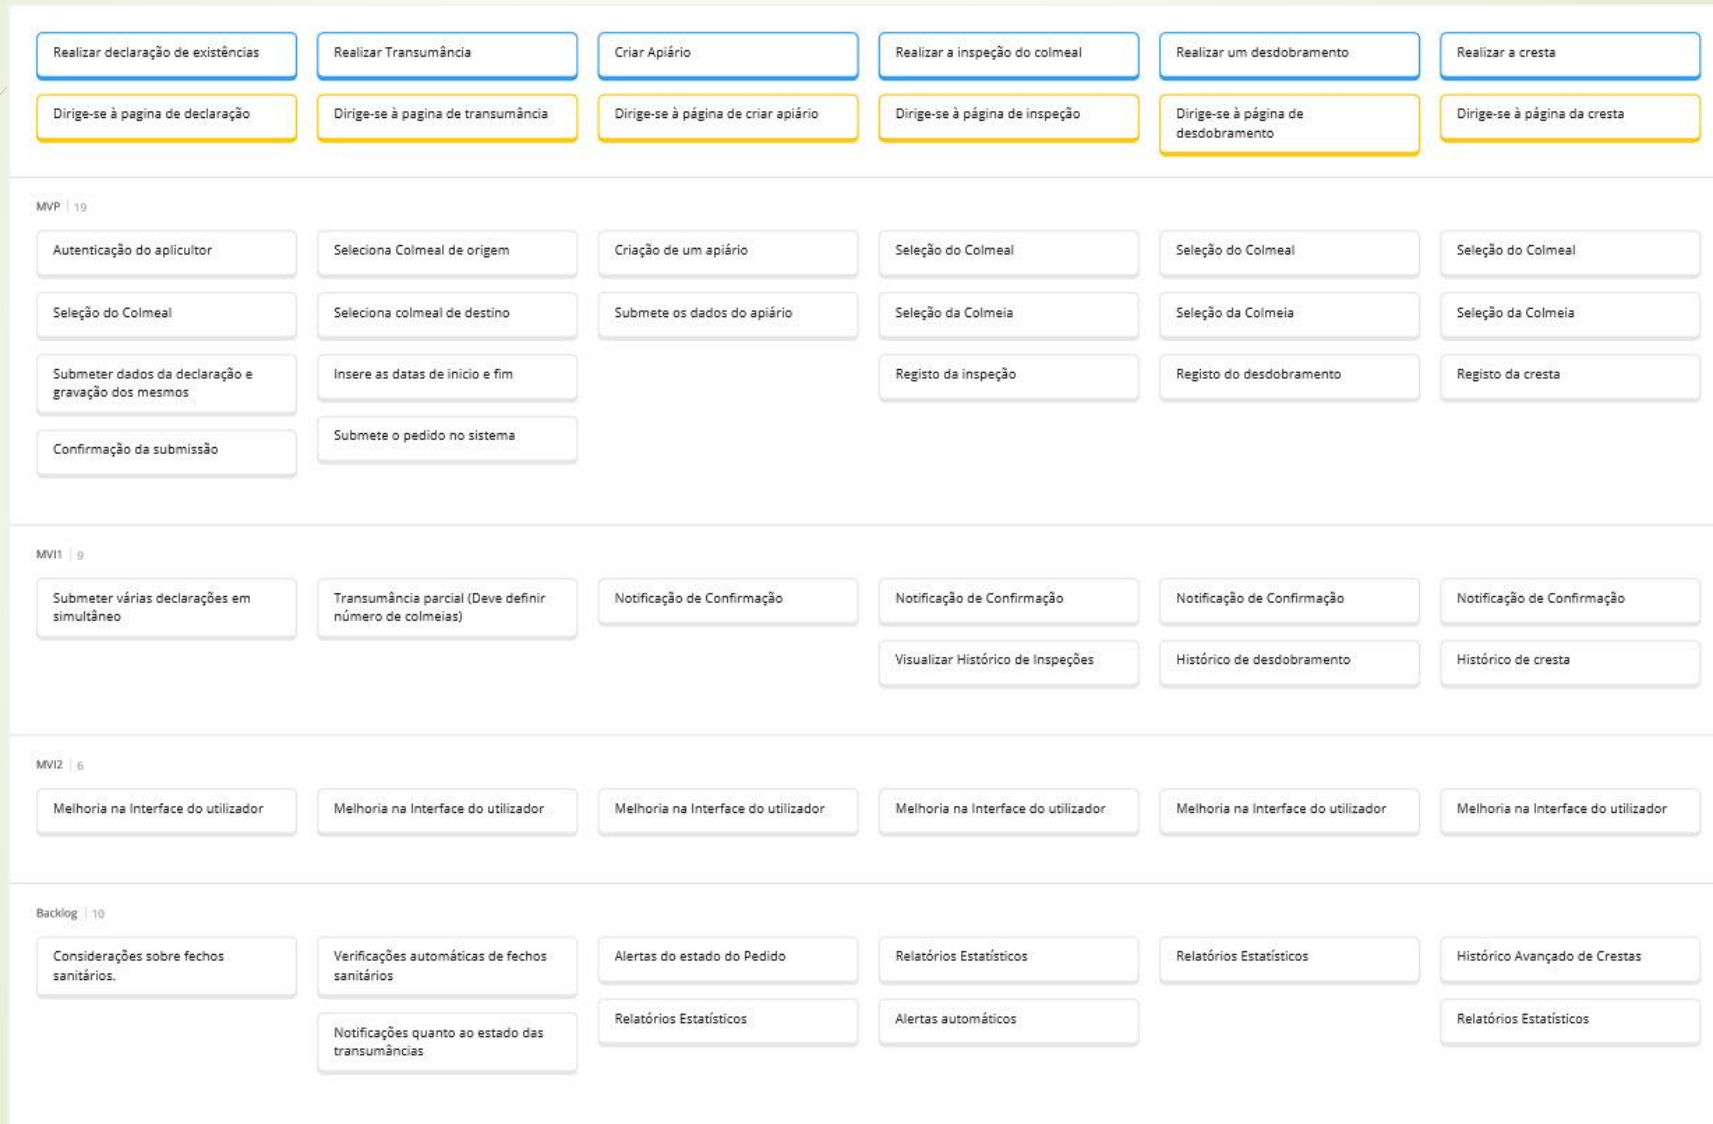 Realizar declaração de existências
Realizar Transumância
Criar Apiário
Realizar a inspeção do colmeal
Realizar um desdobramento
Realizar a cresta
Dirige-se à pagina de declaração
Dirige-se à pagina de transumância
Dirige-se à página de criar apiário
Dirige-se à página de inspeção
Dirige-se à página de
desdobramento
Dirige-se à página da cresta
MVP | 19
Autenticação do aplicultor
Seleciona Colmeal de origem
Criação de um apiário
Seleção do Colmeal
Seleção do Colmeal
Seleção do Colmeal
Seleção do Colmeal
Seleciona colmeal de destino
Submete os dados do apiário
Seleção da Colmeia
Seleção da Colmeia
Seleção da Colmeia
Submeter dados da declaração e
gravação dos mesmos
Insere as datas de inicio e fim
Registo da inspeção
Registo do desdobramento
Registo da cresta
Confirmação da submissão
Submete o pedido no sistema
MVI1 | 9
Submeter várias declarações em
simultâneo
Transumância parcial (Deve definir
número de colmeias)
Notificação de Confirmação
Notificação de Confirmação
Notificação de Confirmação
Notificação de Confirmação
Visualizar Histórico de Inspeções
Histórico de desdobramento
Histórico de cresta
MVI2 | 6
Melhoria na Interface do utilizador
Melhoria na Interface do utilizador
Melhoria na Interface do utilizador
Melhoria na Interface do utilizador
Melhoria na Interface do utilizador
Melhoria na Interface do utilizador
Backlog | 10
Considerações sobre fechos
sanitários.
Verificações automáticas de fechos
sanitários
Alertas do estado do Pedido
Relatórios Estatísticos
Relatórios Estatísticos
Histórico Avançado de Crestas
Notificações quanto ao estado das
transumâncias
Relatórios Estatísticos
Alertas automáticos
Relatórios Estatísticos